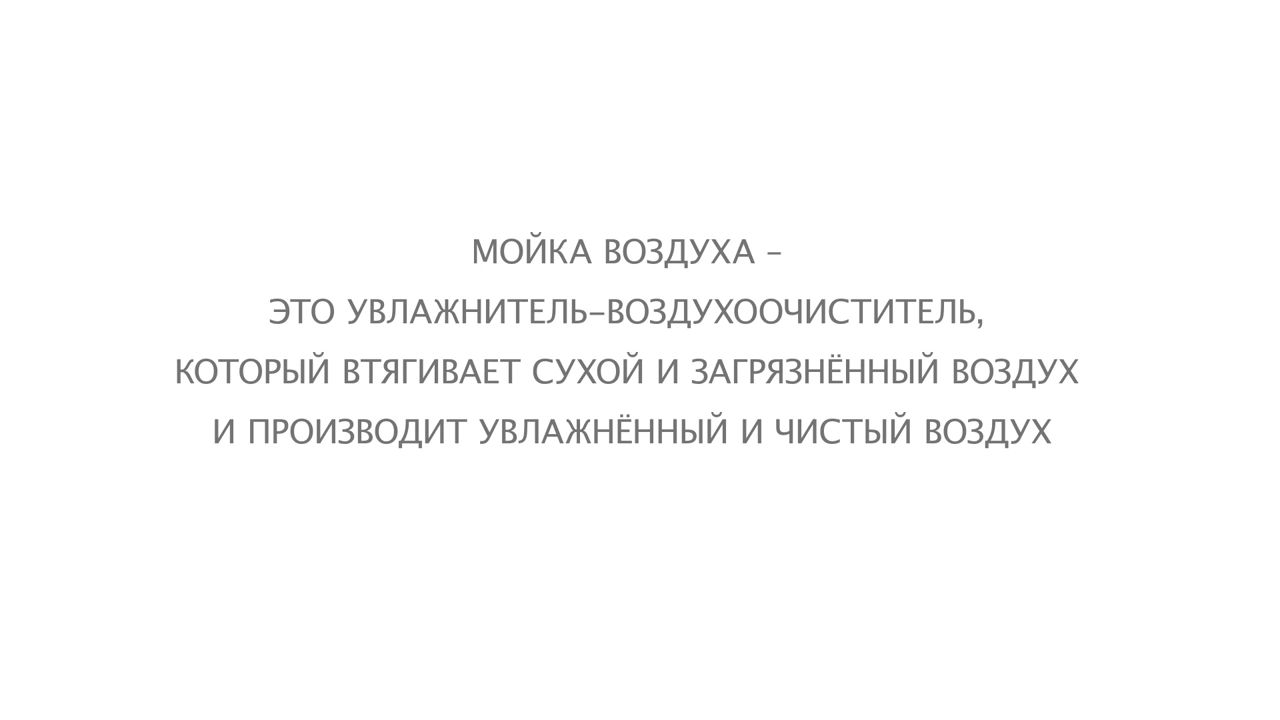 МОЙКА ВОЗДУХА –
ЭТО УВЛАЖНИТЕЛЬ–ВОЗДУХООЧИСТИТЕЛЬ,
КОТОРЫЙ ВТЯГИВАЕТ СУХОЙ И ЗАГРЯЗНЁННЫЙ ВОЗДУХ
И ПРОИЗВОДИТ УВЛАЖНЁННЫЙ И ЧИСТЫЙ ВОЗДУХ